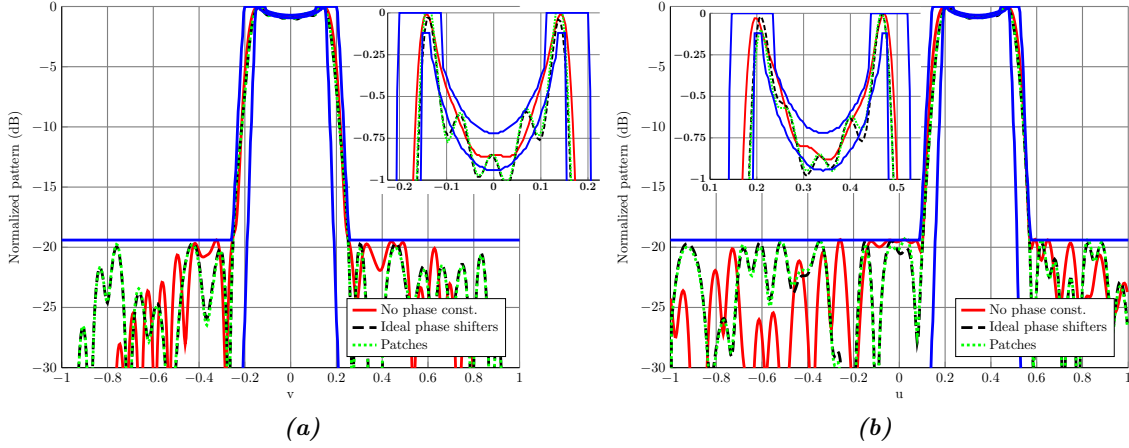 0
−5
−10
−15
−20
−25
−30
Normalized pattern (dB)
−1 −0.8 −0.6 −0.4 −0.2 0 0.2 0.4 0.6 0.8 1
v
0
−0.25
−0.5
−0.75
−1
−0.2 −0.1 0 0.1 0.2
No phase const.
Ideal phase shifters
Patches
(a)
0
−5
−10
−15
−20
−25
−30
Normalized pattern (dB)
−1 −0.8 −0.6 −0.4 −0.2 0 0.2 0.4 0.6 0.8 1
u
0
−0.25
−0.5
−0.75
−1
0.1 0.2 0.3 0.4 0.5
No phase const.
Ideal phase shifters
Patches
(b)